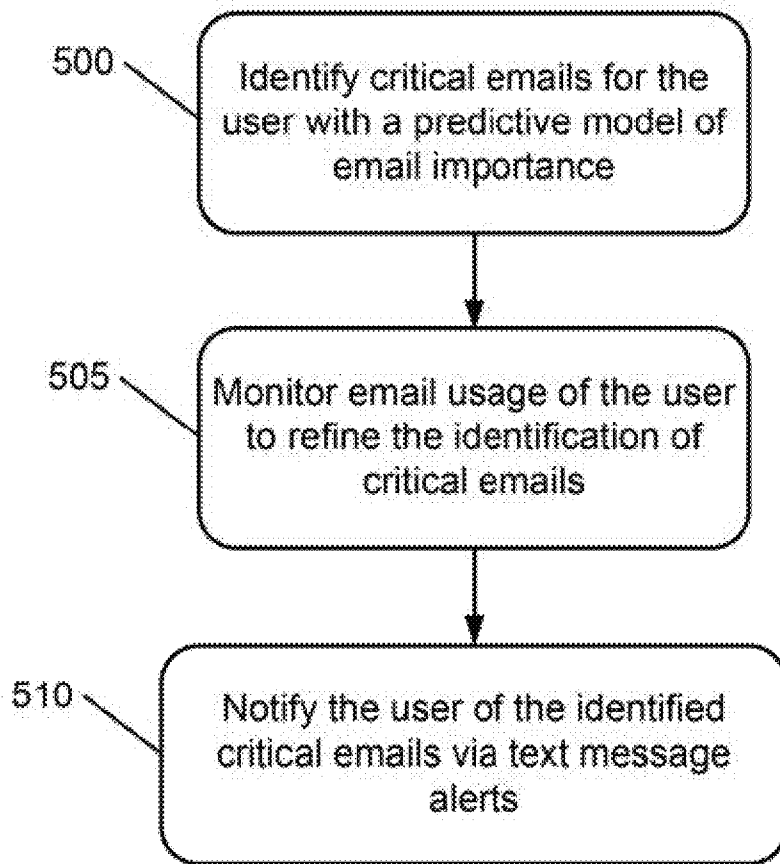 500
Identify critical emails for the
user with a predictive model of
email importance
505
Monitor email usage of the user
to refine the identification of
critical emails
510
Notify the user of the identified
critical emails via text message
alerts